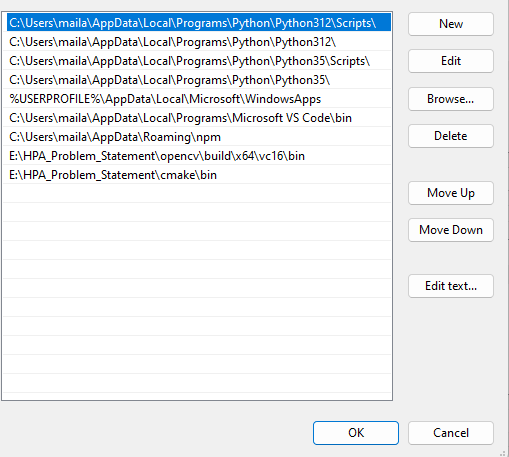 C:\Users\maila\AppData\Local\Programs\Python\Python312\Scripts\
C:\Users\maila\AppData\Local\Programs\Python\Python312\
C:\Users\maila\AppData\Local\Programs\Python\Python35\Scripts\
C:\Users\maila\AppData\Local\Programs\Python\Python35\
%USERPROFILE%\AppData\Local\Microsoft\WindowsApps
C:\Users\maila\AppData\Local\Programs\Microsoft VS Code\bin
C:\Users\maila\AppData\Roaming\npm
E:\HPA_Problem_Statement\opencv\build\x64\vc16\bin
E:\HPA_Problem_Statement\cmake\bin
New
Edit
Browse...
Delete
Move Up
Move Down
Edit text...
OK
Cancel